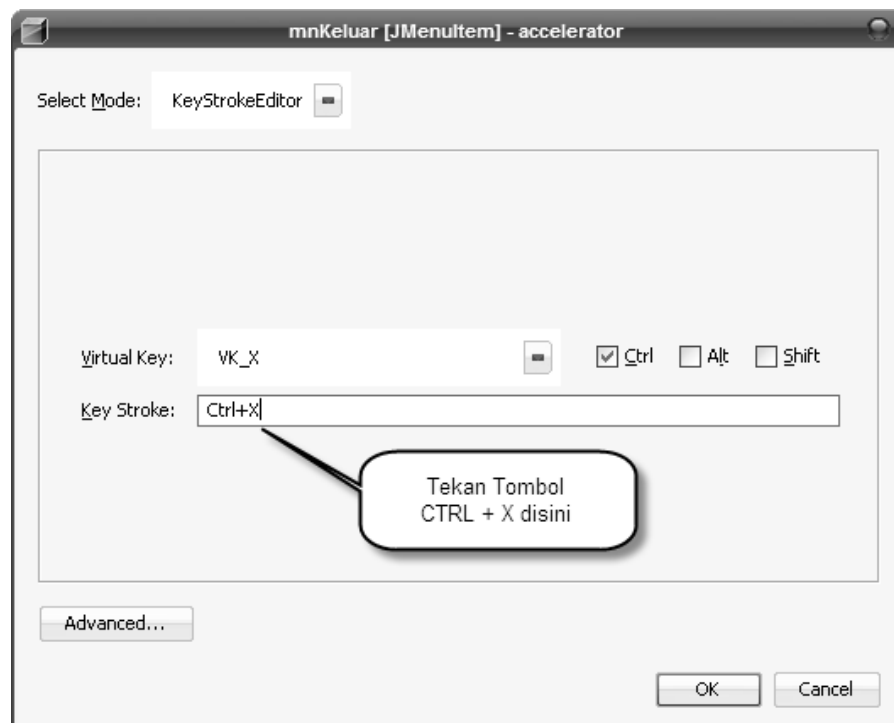 mnKeluar [JMenuItem] - accelerator
Select Mode: KeyStrokeEditor
Virtual Key: VK_X Ctrl Alt Shift
Key Stroke: Ctrl+X
Tekan Tombol
CTRL + X disini
Advanced...
OK Cancel